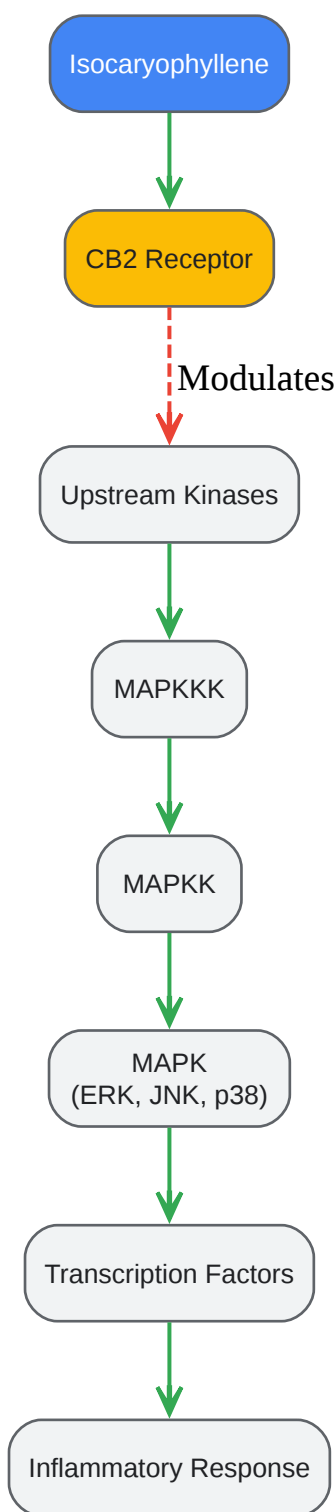 Isocaryophyllene
CB2 Receptor
Modulates
Upstream Kinases
MAPKKK
MAPKK
MAPK
(ERK, JNK, p38)
Transcription Factors
Inflammatory Response